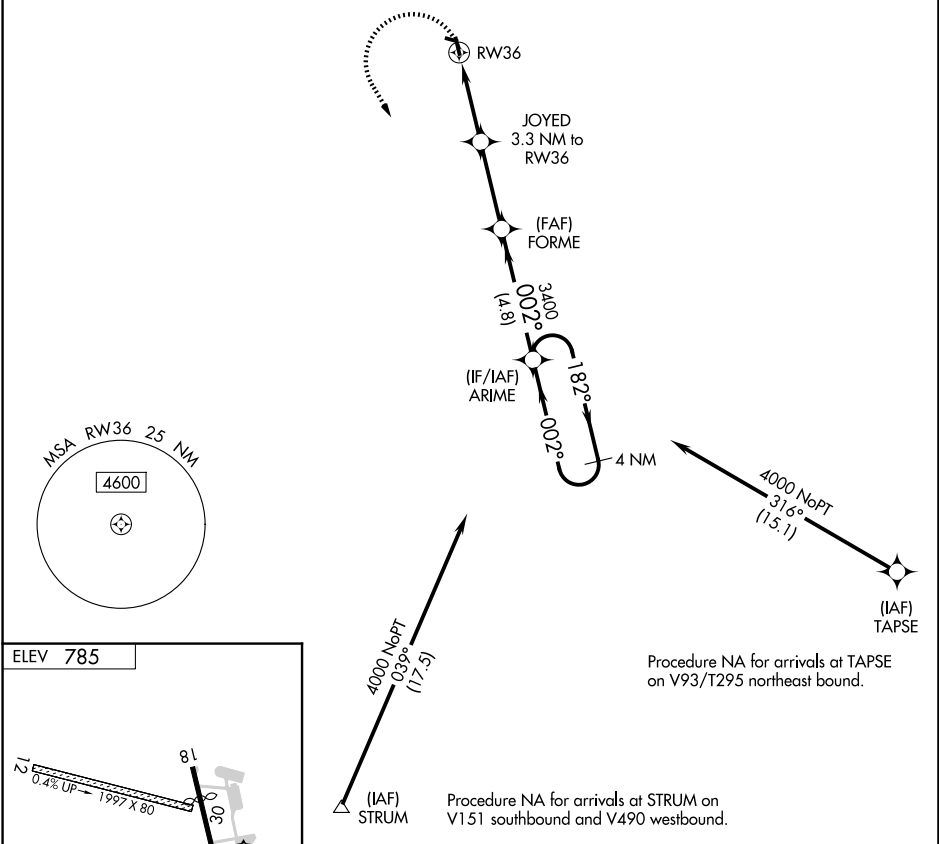 RW36
JOYED
3.3 NM to
RW36
(FAF)
FORME
3400
002°
(4.8)
(IF/IAF)
ARIME
182°
002°
4 NM
MSA RW36 25 NM
4600
4000 NoPT
316°
(15.1)
(IAF)
TAPSE
Procedure NA for arrivals at TAPSE
on V93/T295 northeast bound.
4000 NoPT
039°
(17.5)
(IAF)
STRUM
Procedure NA for arrivals at STRUM on
V151 southbound and V490 westbound.
ELEV 785
12
0.4% UP
1997 X 80
18
30